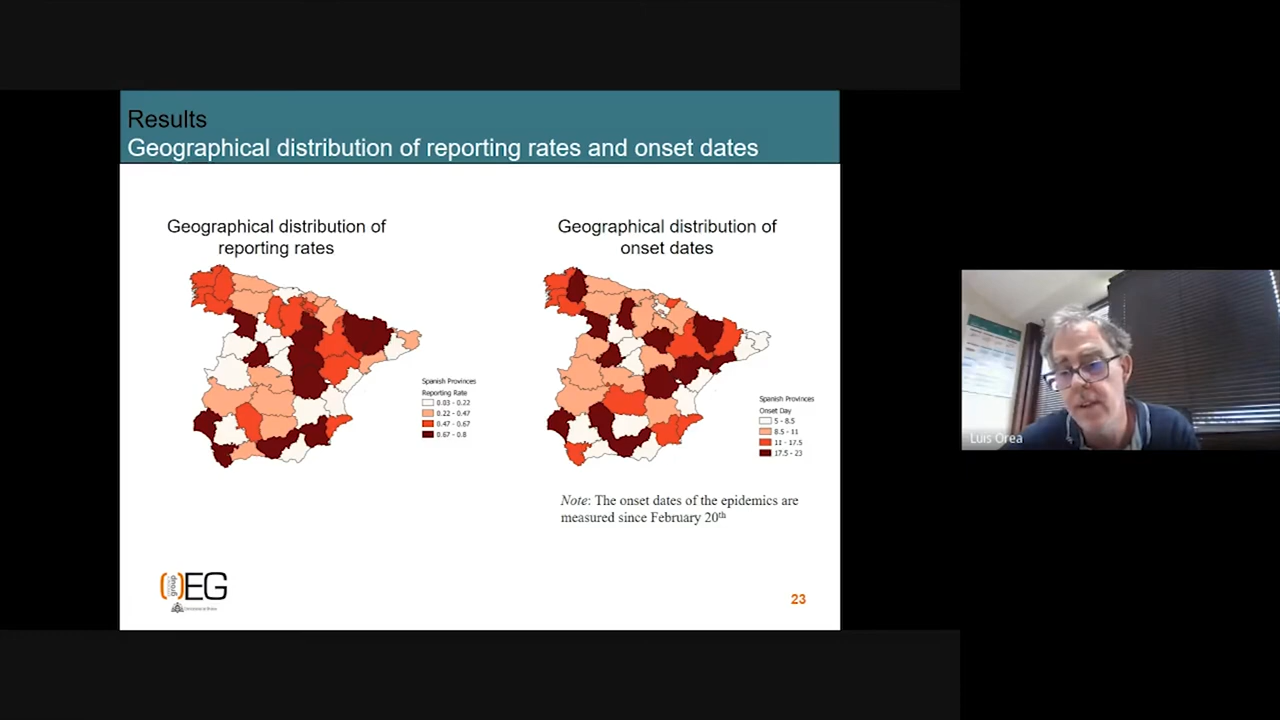 Results
Geographical distribution of reporting rates and onset dates
Geographical distribution of
reporting rates
Geographical distribution of
onset dates
Spanish Provinces
Reporting Rate
0.03 - 0.22
0.22 - 0.47
0.47 - 0.67
0.67 - 0.8
Spanish Provinces
Onset Day
5 - 8.5
8.5 - 11
11 - 17.5
17.5 - 23
Note: The onset dates of the epidemics are
measured since February 20th
group
EG
23
Luis Orea